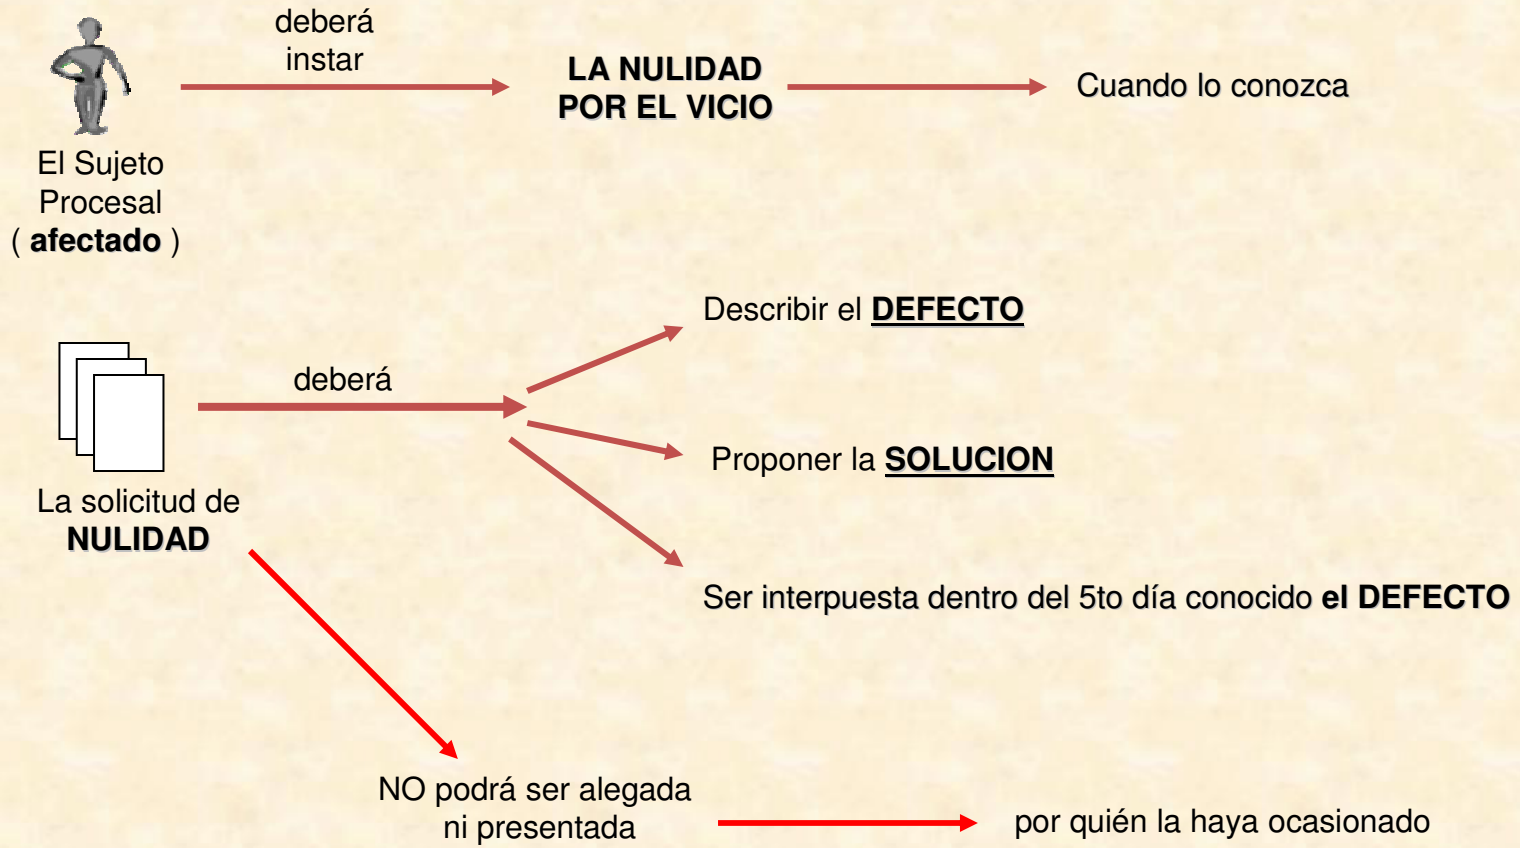 deberá
instar
LA NULIDAD
POR EL VICIO
Cuando lo conozca
El Sujeto
Procesal
( afectado )
Describir el DEFECTO
deberá
Proponer la SOLUCION
La solicitud de
NULIDAD
Ser interpuesta dentro del 5to día conocido el DEFECTO
NO podrá ser alegada
ni presentada
por quién la haya ocasionado